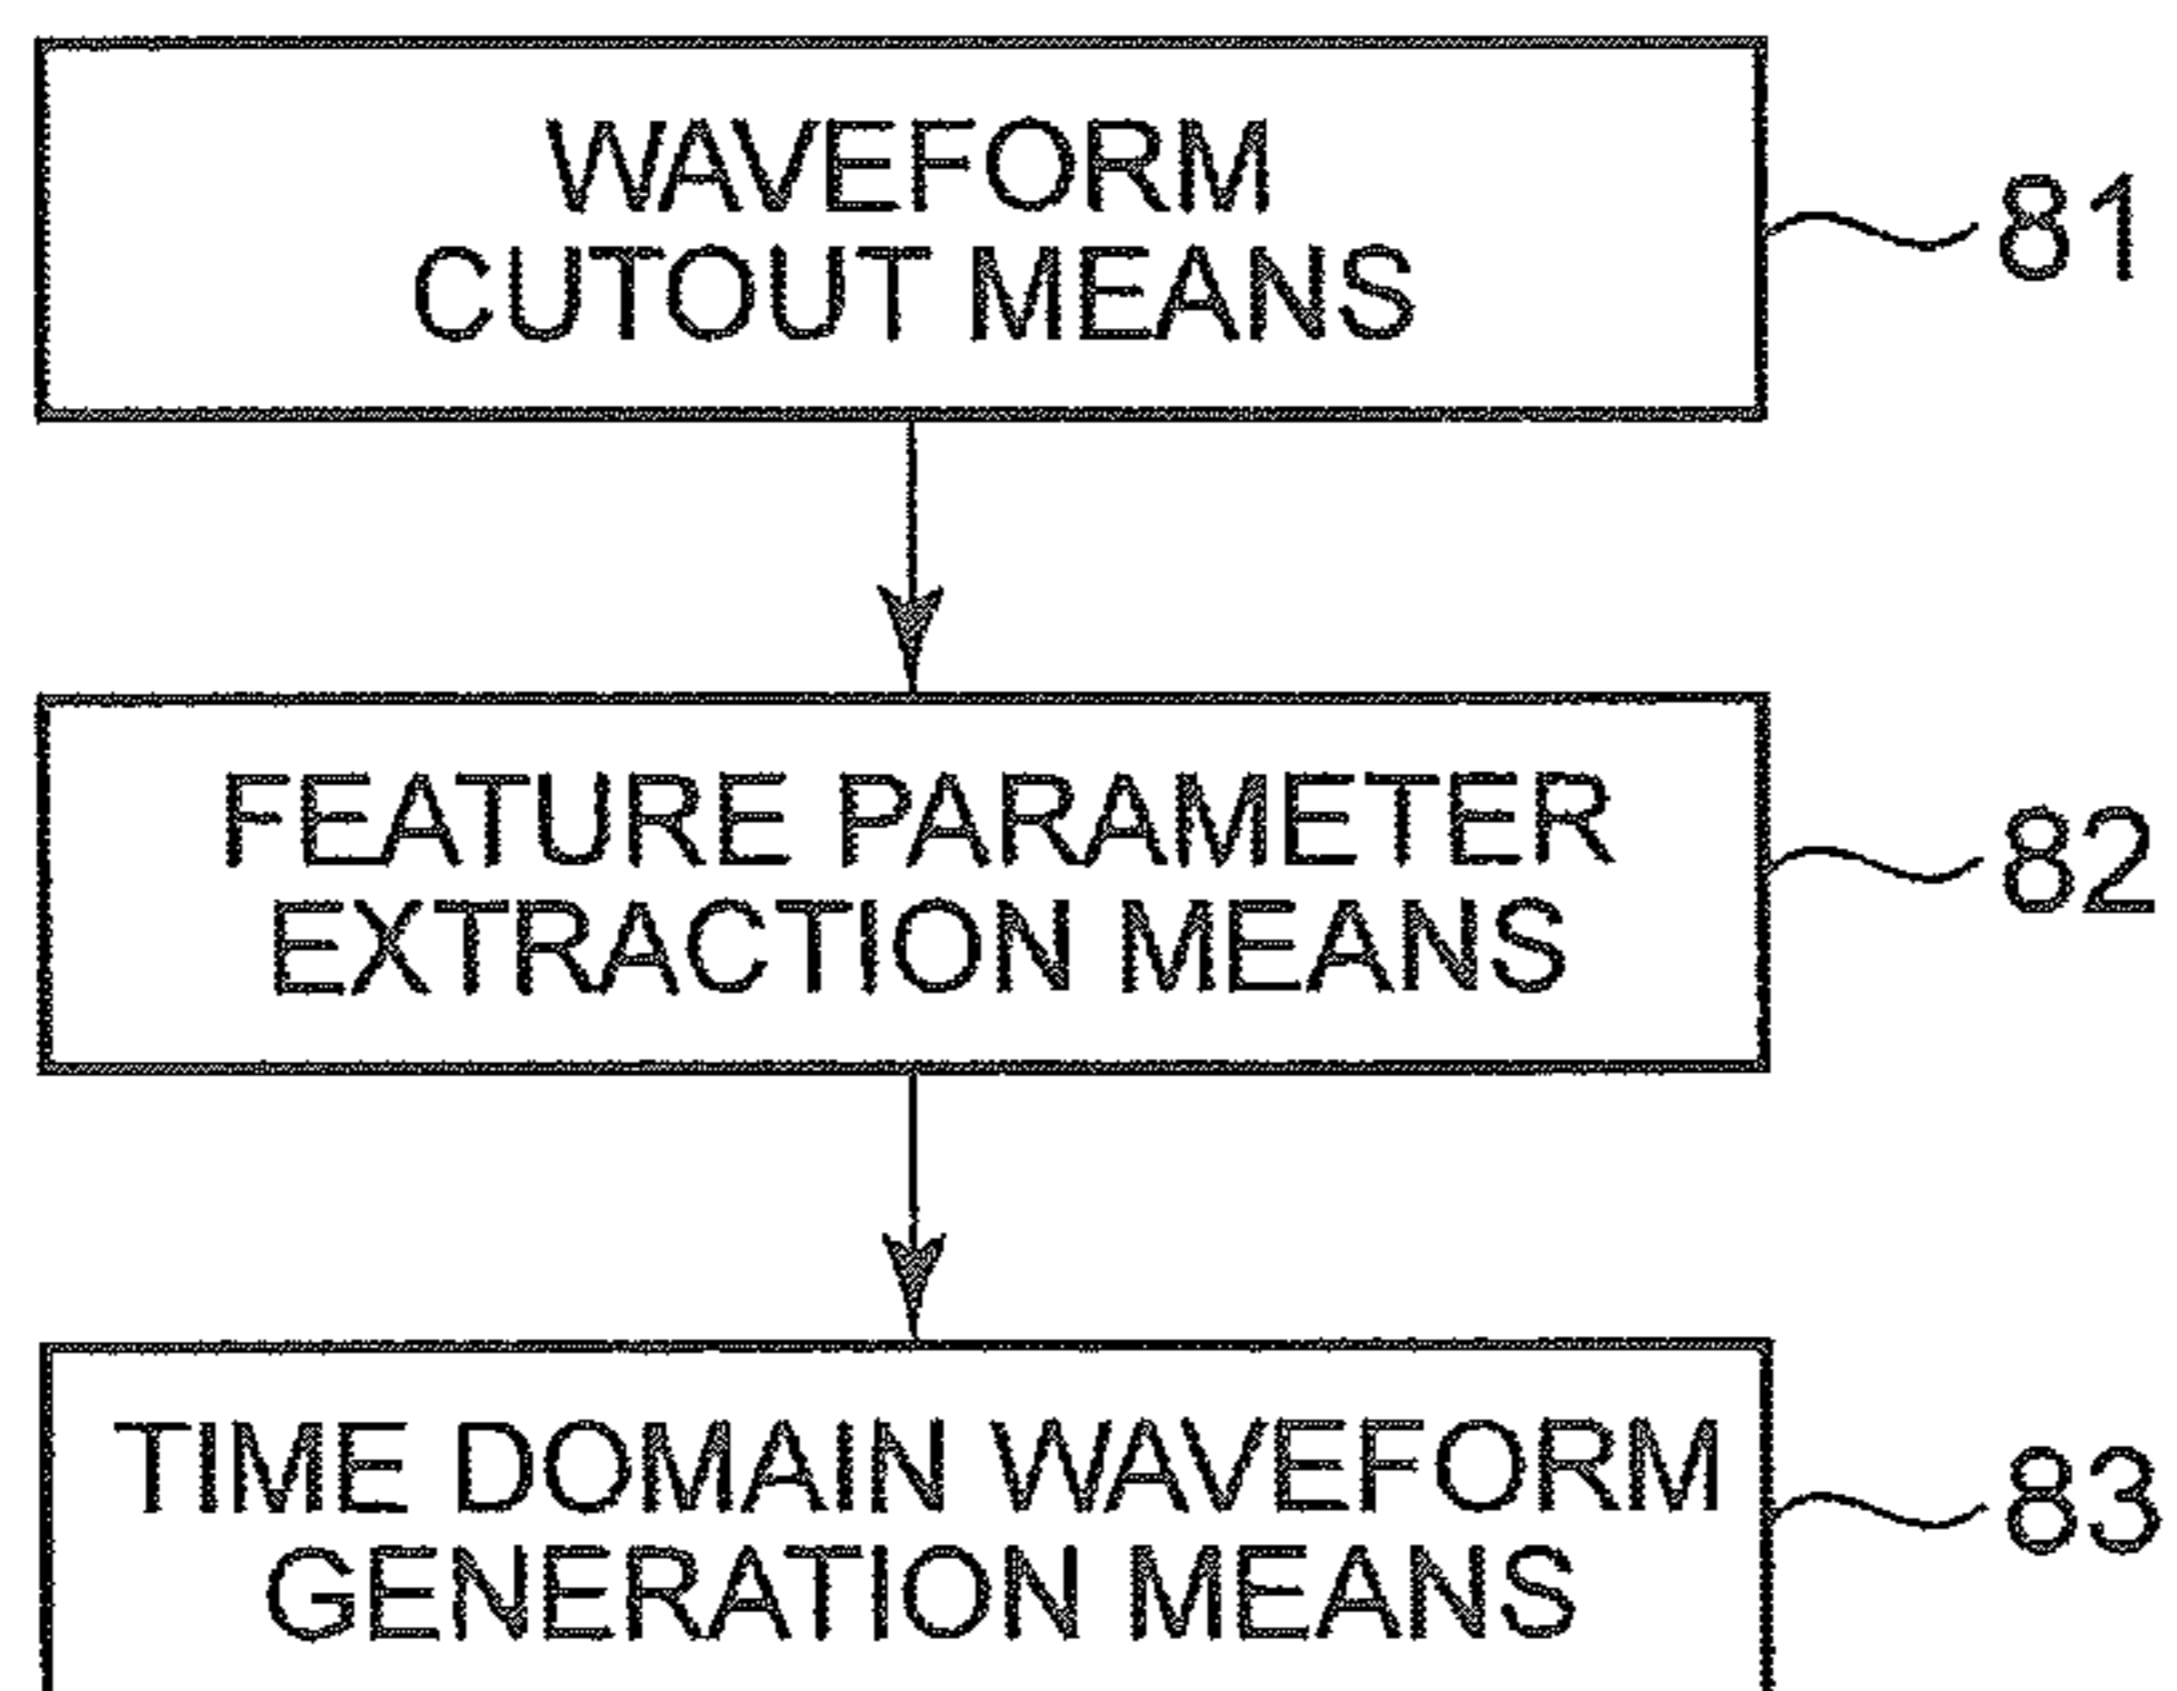 WAVEFORM
CUTOUT MEANS
81
FEATURE PARAMETER
EXTRACTION MEANS
82
TIME DOMAIN WAVEFORM
GENERATION MEANS
83